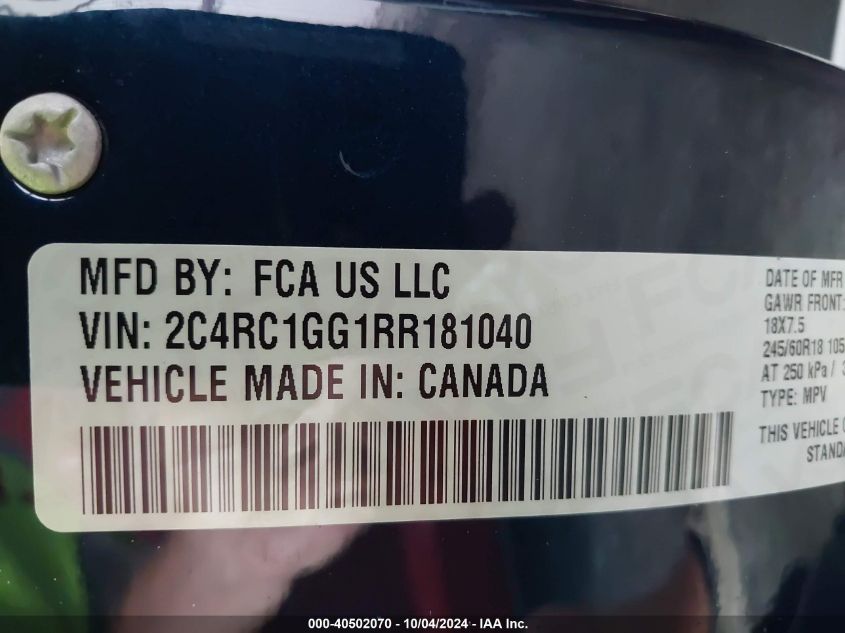 MFD BY: FCA US LLC
VIN: 2C4RC1GG1RR181040
VEHICLE MADE IN: CANADA
DATE OF MFR
GAWR FRONT:
18X7.5
245/60R18 105
AT 250 kPa /
TYPE: MPV
THIS VEHICLE
STANDA
000-40502070 - 10/04/2024 - IAA Inc.